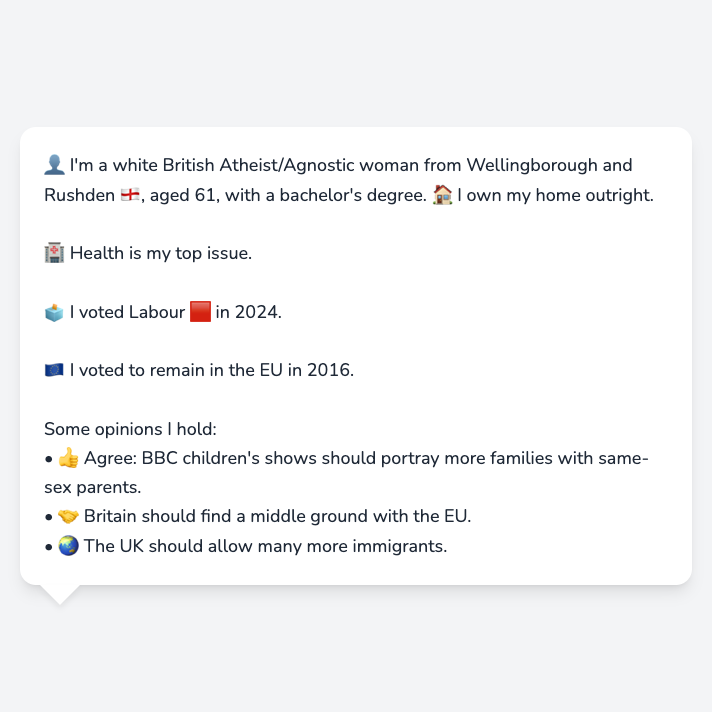 👤 I'm a white British Atheist/Agnostic woman from Wellingborough and
Rushden 🏴󠁧󠁢󠁥󠁮󠁧󠁿, aged 61, with a bachelor's degree. 🏠 I own my home outright.
🏥 Health is my top issue.
🗳️ I voted Labour 🟥 in 2024.
🇪🇺 I voted to remain in the EU in 2016.
Some opinions I hold:
• 👍 Agree: BBC children's shows should portray more families with same-
sex parents.
• 🤝 Britain should find a middle ground with the EU.
• 🌏 The UK should allow many more immigrants.